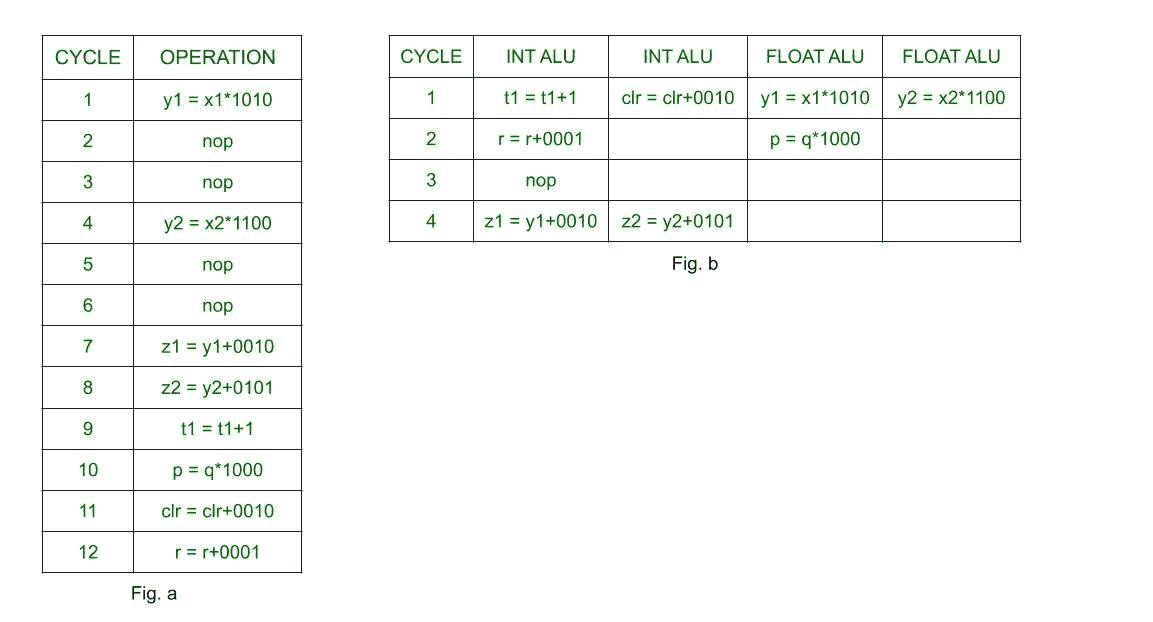 CYCLE OPERATION
1 y1 = x1*1010
2 nop
3 nop
4 y2 = x2*1100
5 nop
6 nop
7 z1 = y1+0010
8 z2 = y2+0101
9 t1 = t1+1
10 p = q*1000
11 clr = clr+0010
12 r = r+0001
Fig. a
CYCLE INT ALU INT ALU FLOAT ALU FLOAT ALU
1 t1 = t1+1 clr = clr+0010 y1 = x1*1010 y2 = x2*1100
2 r = r+0001 p = q*1000
3 nop
4 z1 = y1+0010 z2 = y2+0101
Fig. b